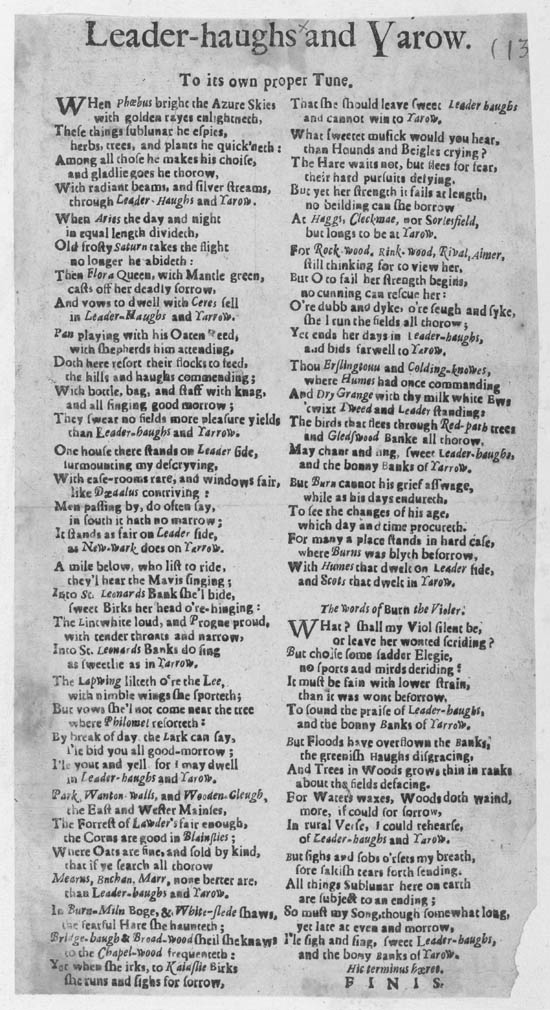 Leader-haughs and Yarow.
(13
To its own proper Tune.
WHen Phœbus bright the Azure Skies
with golden rayes enlightneth,
These things sublunar he espies,
herbs, trees, and plants he quick'neth:
Among all those he makes his choise,
and gladlie goes he thorow,
With radiant beams, and silver streams,
through Leader-Haughs and Yarow.
When Aries the day and night
in equal length divideth,
Old frosty Saturn takes the flight
no longer he abideth:
Then Flora Queen, with Mantle green,
casts off her deadly sorrow,
And vows to dwell with Ceres sell
in Leader-Haughs and Yarrow.
Pan playing with his Oaten Reed,
with shepherds him attending,
Doth here resort their flocks to feed,
the hills and haughs commending;
With bottle, bag, and staff with knag,
and all singing good morrow;
They swear no fields more pleasure yields
than Leader-haughs and Yarrow.
One house there stands on Leader side,
surmounting my descryving,
With ease-rooms rare, and windows fair,
like Dædalus contriving:
Men passing by, do often say,
in south it hath no marrow;
It stands as fair on Leader side,
as New-wark does on Yarrow.
A mile below, who list to ride,
they'l hear the Mavis singing;
Into St. Leonards Bank she'l bide,
sweet Birks her head o're-hinging:
The Lintwhite loud, and Progne proud,
with tender throats and narrow,
Into St. Leonards Banks do sing
as sweetlie as in Yarrow.
The Lapwing lilteth o're the Lee,
with nimble wings she sporteth;
But vows she'l not come near the tree
where Philomel resorteth:
By break of day the Lark can say,
I'le bid you all good-morrow;
I'le yout and yell for I may dwell
in Leader-haughs and Yarow.
Park, Wanton-walls, and Wooden-Cleugh,
the East and Wester Mainses,
The Forrest of Lawder's fair enough,
the Corns are good in Blainslies;
Where Oats are fine, and sold by kind,
that if ye search all thorow
Mearns, Buchan, Marr, none better are,
than Leader-haughs and Yarow.
In Burn-Miln Boge, & White-slede shaws,
the fearful Hare she haunteth;
Bridge-haugh & Broad-wood sheil she knaws
to the Chapel-wood frequenteth:
Yet when she irks, to Kaidslie Birks
she runs and sighs for sorrow,
That she should leave sweet Leader-haughs
and cannot win to Yarow.
What sweeter musick would you hear,
than Hounds and Beigles crying?
The Hare waits not, but flees for fear,
their hard pursuits defying,
But yet her strength it fails at length,
no beilding can she borrow
At Haggs, Cleckmae, nor Sorlesfield,
but longs to be at Yarow.
For Rock-wood, Rink-wood, Rival, Aimer,
still thinking for to view her,
But O to fail her strength begins,
no cunning can rescue her:
O're dubb and dyke, o're seugh and syke,
she'l run the fields all thorow;
Yet ends her days in Leader-haughs,
and bids farwell to Yarow.
Thou Erslingtoun and Colding-knowes,
where Humes had once commanding
And Dry Grange with thy milk white Ews
'twixt Tweed and Leader standing:
The birds that flees through Red-path trees
and Gledswood Banke all thorow,
May chant and sing, sweet Leader-haughs,
and the bonny Banks of Yarrow.
But Burn cannot his grief asswage,
while as his days endureth,
To see the changes of his age,
which day and time procureth.
For many a place stands in hard case,
where Burns was blyth beforrow,
With Humes that dwelt on Leader side,
and Scots that dwelt in Yarow.
The words of Burn the Violer.
WHat? shall my Viol silent be,
or leave her wonted scriding?
But choise some sadder Elegie,
no sports and mirds deriding:
It must be fain with lower strain,
than it was wont beforrow,
To sound the praise of Leader-haughs,
and the bonny Banks of Yarrow.
But Floods have overflown the Banks,
the greenish Haughs disgracing,
And Trees in Woods grows thin in ranks
about the fields defacing.
For Waters waxes, Woods doth waind,
more, if could for sorrow,
In rural Verse, I could rehearse,
of Leader-haughs and Yarow.
But sighs and sobs o'resets my breath,
sore saltish tears forth sending,
All things Sublunar here on earth
are subject to an ending;
So must my Song, though somewhat long,
yet late at even and morrow,
I'le sigh and sing, sweet Leader-haughs,
and the bony Banks of Yarow.
Hic terminus hæret.
FINIS.